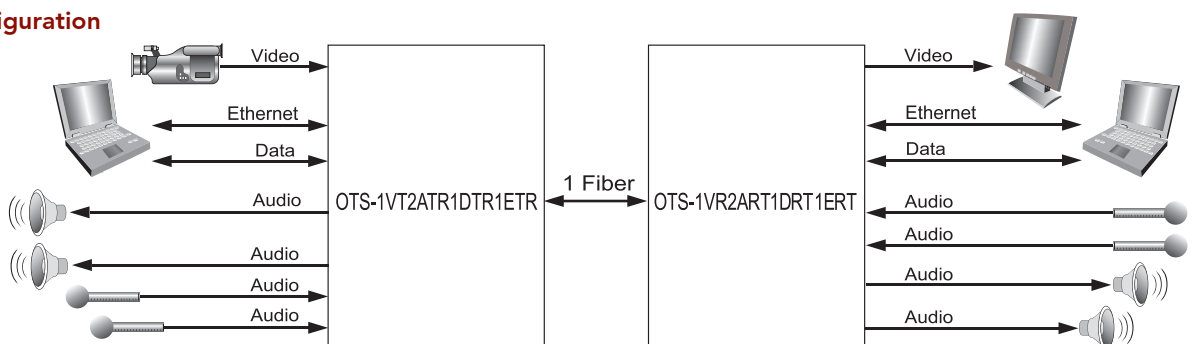 iguration
Video
Ethernet
Data
Audio
Audio
Audio
Audio
OTS-1VT2ATR1DTR1ETR
1 Fiber
OTS-1VR2ART1DRT1ERT
Video
Ethernet
Data
Audio
Audio
Audio
Audio